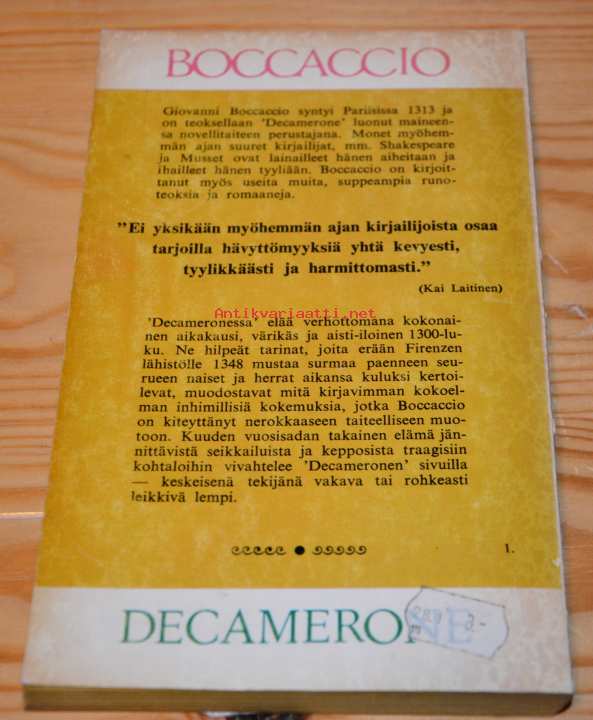 BOCCACCIO
Giovanni Boccaccio syntyi Pariisissa 1313 ja
on teoksellaan 'Decamerone' luonut maineen-
sa novellitaiteen perustajana. Monet myöhem-
män ajan suuret kirjailijat, mm. Shakespeare
ja Musset ovat lainailleet hänen aiheitaan ja
ihailleet hänen tyyliään. Boccaccio on kirjoit-
tanut myös useita muita, suppeampia runo-
teoksia ja romaaneja.
"Ei yksikään myöhemmän ajan kirjailijoista osaa
tarjoilla hävyttömyyksiä yhtä kevyesti,
tyylikkäästi ja harmittomasti."
(Kai Laitinen)
Antikvariaatti.net
'Decameronessa' elää verhottomana kokonai-
nen aikakausi, värikäs ja aisti-iloinen 1300-lu-
ku. Ne hilpeät tarinat, joita erään Firenzen
lähistölle 1348 mustaa surmaa paenneen seu-
rueen naiset ja herrat aikansa kuluksi kertoi-
levat, muodostavat mitä kirjavimman kokoel-
man inhimillisiä kokemuksia, jotka Boccaccio
on kiteyttänyt nerokkaaseen taiteelliseen muo-
toon. Kuuden vuosisadan takainen elämä jän-
nittävistä seikkailuista ja kepposista traagisiin
kohtaloihin vivahtelee 'Decameronen' sivuilla
— keskeisenä tekijänä vakava tai rohkeasti
leikkivä lempi.
1.
DECAMERONE